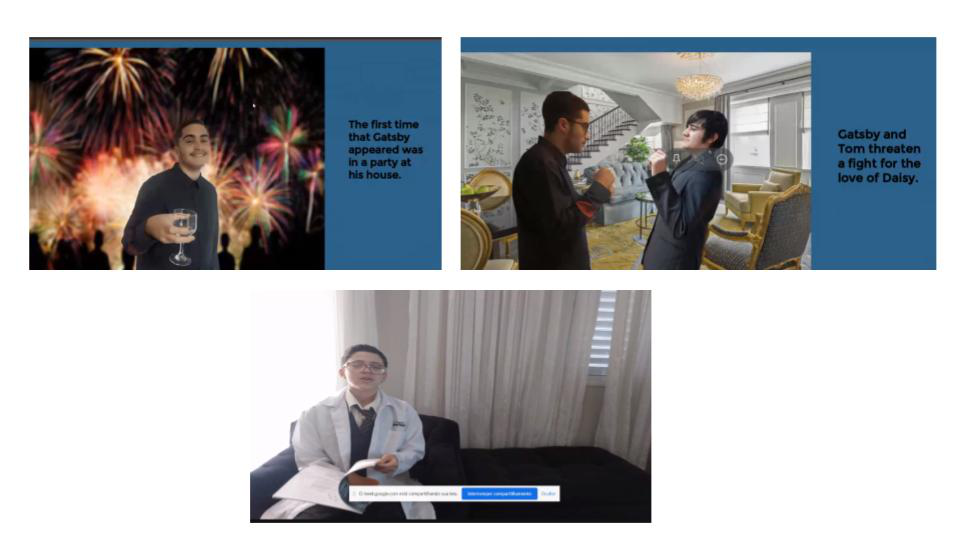 The first time
that Gatsby
appeared was
in a party at
his house.
Gatsby and
Tom threaten
a fight for the
love of Daisy.
O meet.google.com está compartilhando sua tela. Interromper compartilhamento Ocultar